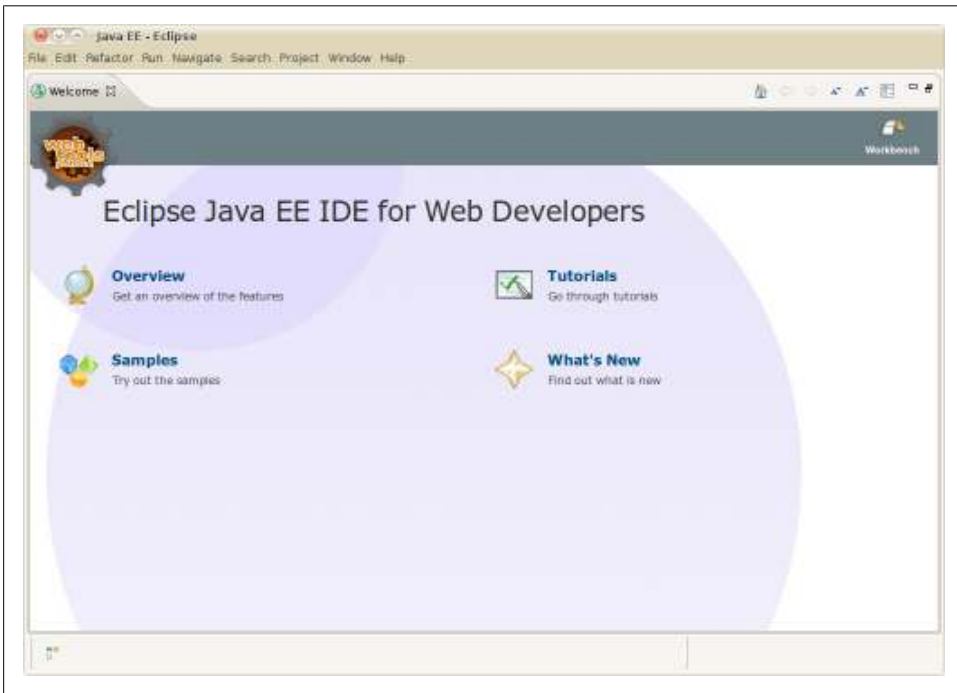 Java EE - Eclipse
File Edit Refactor Run Navigate Search Project Window Help
Welcome
web tools
Workbench
Eclipse Java EE IDE for Web Developers
Overview
Get an overview of the features
Tutorials
Go through tutorials
Samples
Try out the samples
What's New
Find out what is new